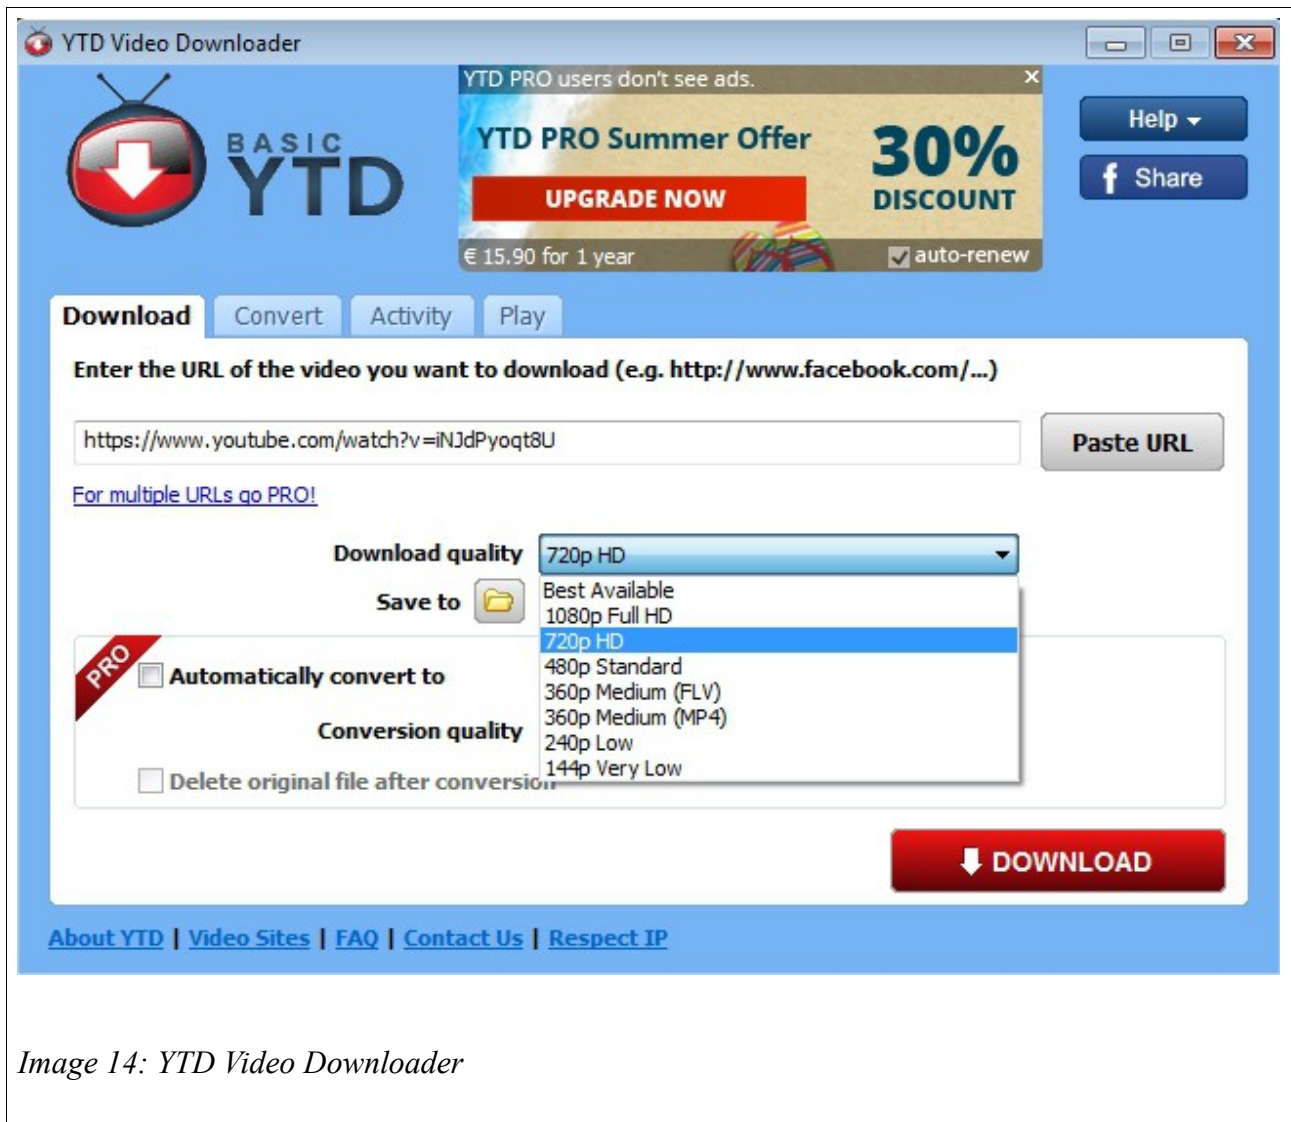 YTD Video Downloader
BASIC
YTD
YTD PRO users don't see ads.
YTD PRO Summer Offer
UPGRADE NOW
30%
DISCOUNT
€ 15.90 for 1 year
auto-renew
Help
f Share
Download Convert Activity Play
Enter the URL of the video you want to download (e.g. http://www.facebook.com/...)
https://www.youtube.com/watch?v=iNJdPyoqt8U
Paste URL
For multiple URLs go PRO!
Download quality 720p HD
Save to
Best Available
1080p Full HD
720p HD
480p Standard
360p Medium (FLV)
360p Medium (MP4)
240p Low
144p Very Low
PRO
Automatically convert to
Conversion quality
Delete original file after conversion
DOWNLOAD
About YTD | Video Sites | FAQ | Contact Us | Respect IP
Image 14: YTD Video Downloader